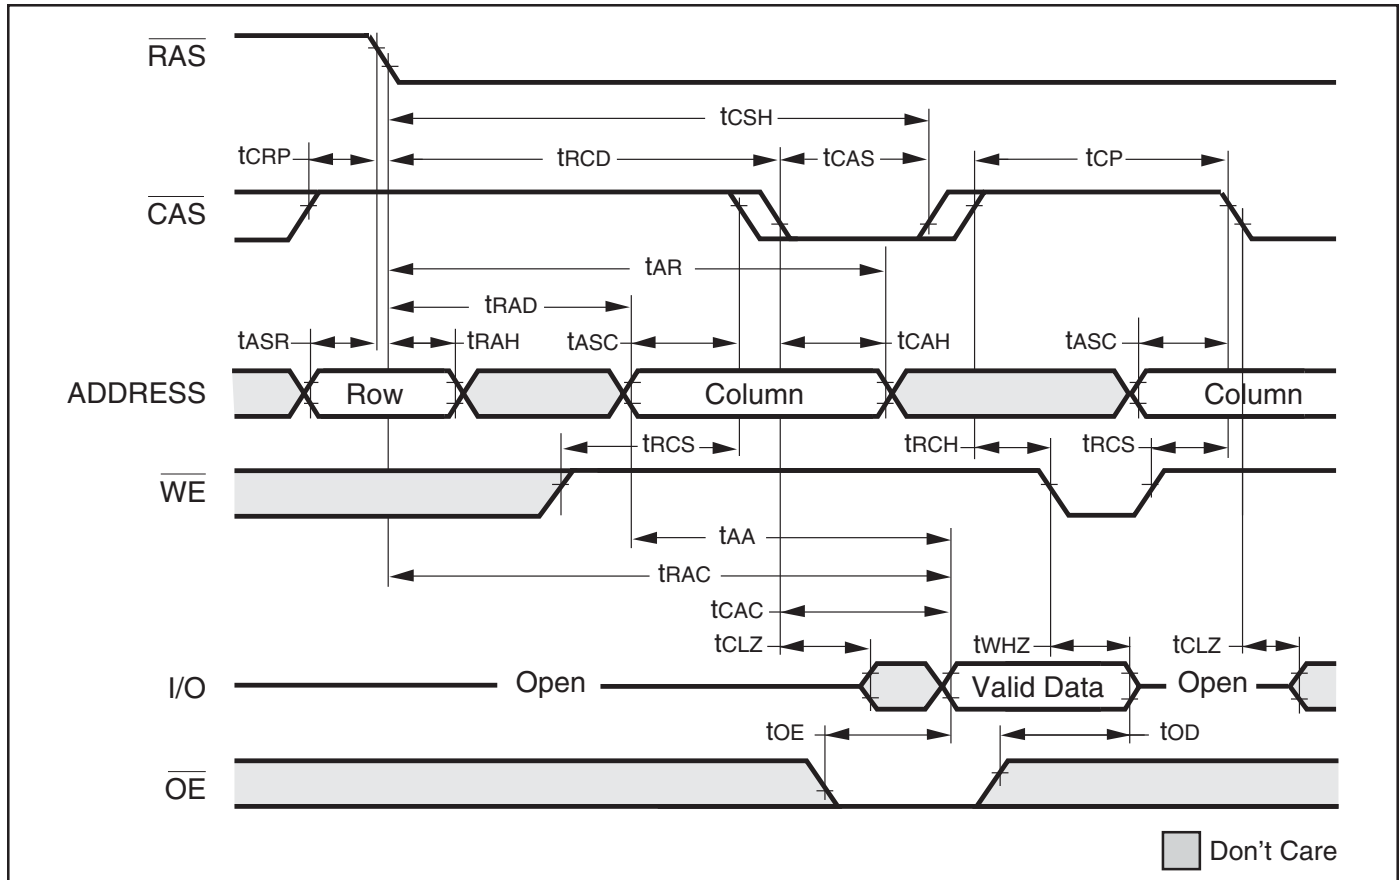 RAS
tCSH
tCRP tRCD tCAS tCP
CAS
tAR
tRAD
tASR tRAH tASC tCAH tASC
ADDRESS Row Column Column
tRCS tRCH tRCS
WE
tAA
tRAC
tCAC
tCLZ tWHZ tCLZ
I/O Open Valid Data Open
tOE tOD
OE
Don't Care